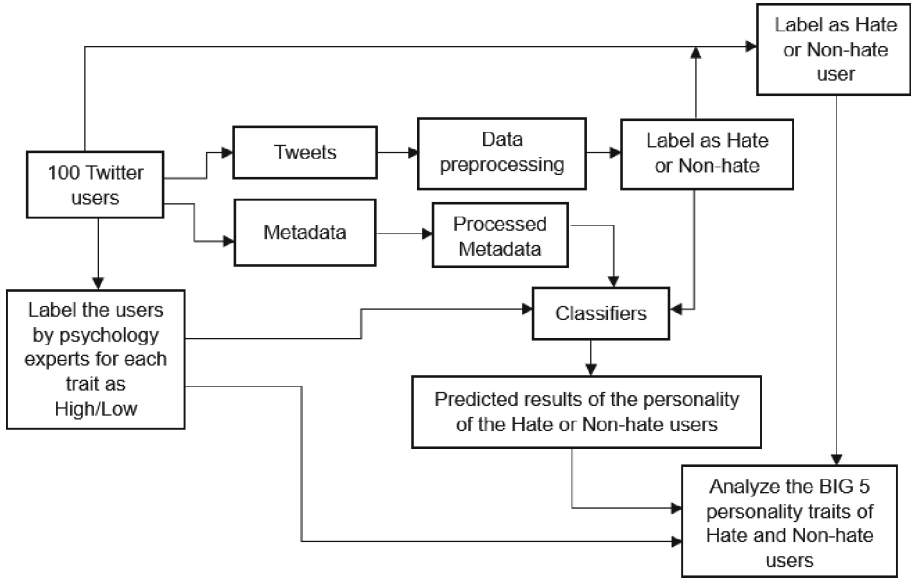 Label as Hate
or Non-hate
user
Tweets
Data
preprocessing
Label as Hate
or Non-hate
100 Twitter
users
Metadata
Processed
Metadata
Label the users
by psychology
experts for each
trait as
High/Low
Classifiers
Predicted results of the personality
of the Hate or Non-hate users
Analyze the BIG 5
personality traits of
Hate and Non-hate
users